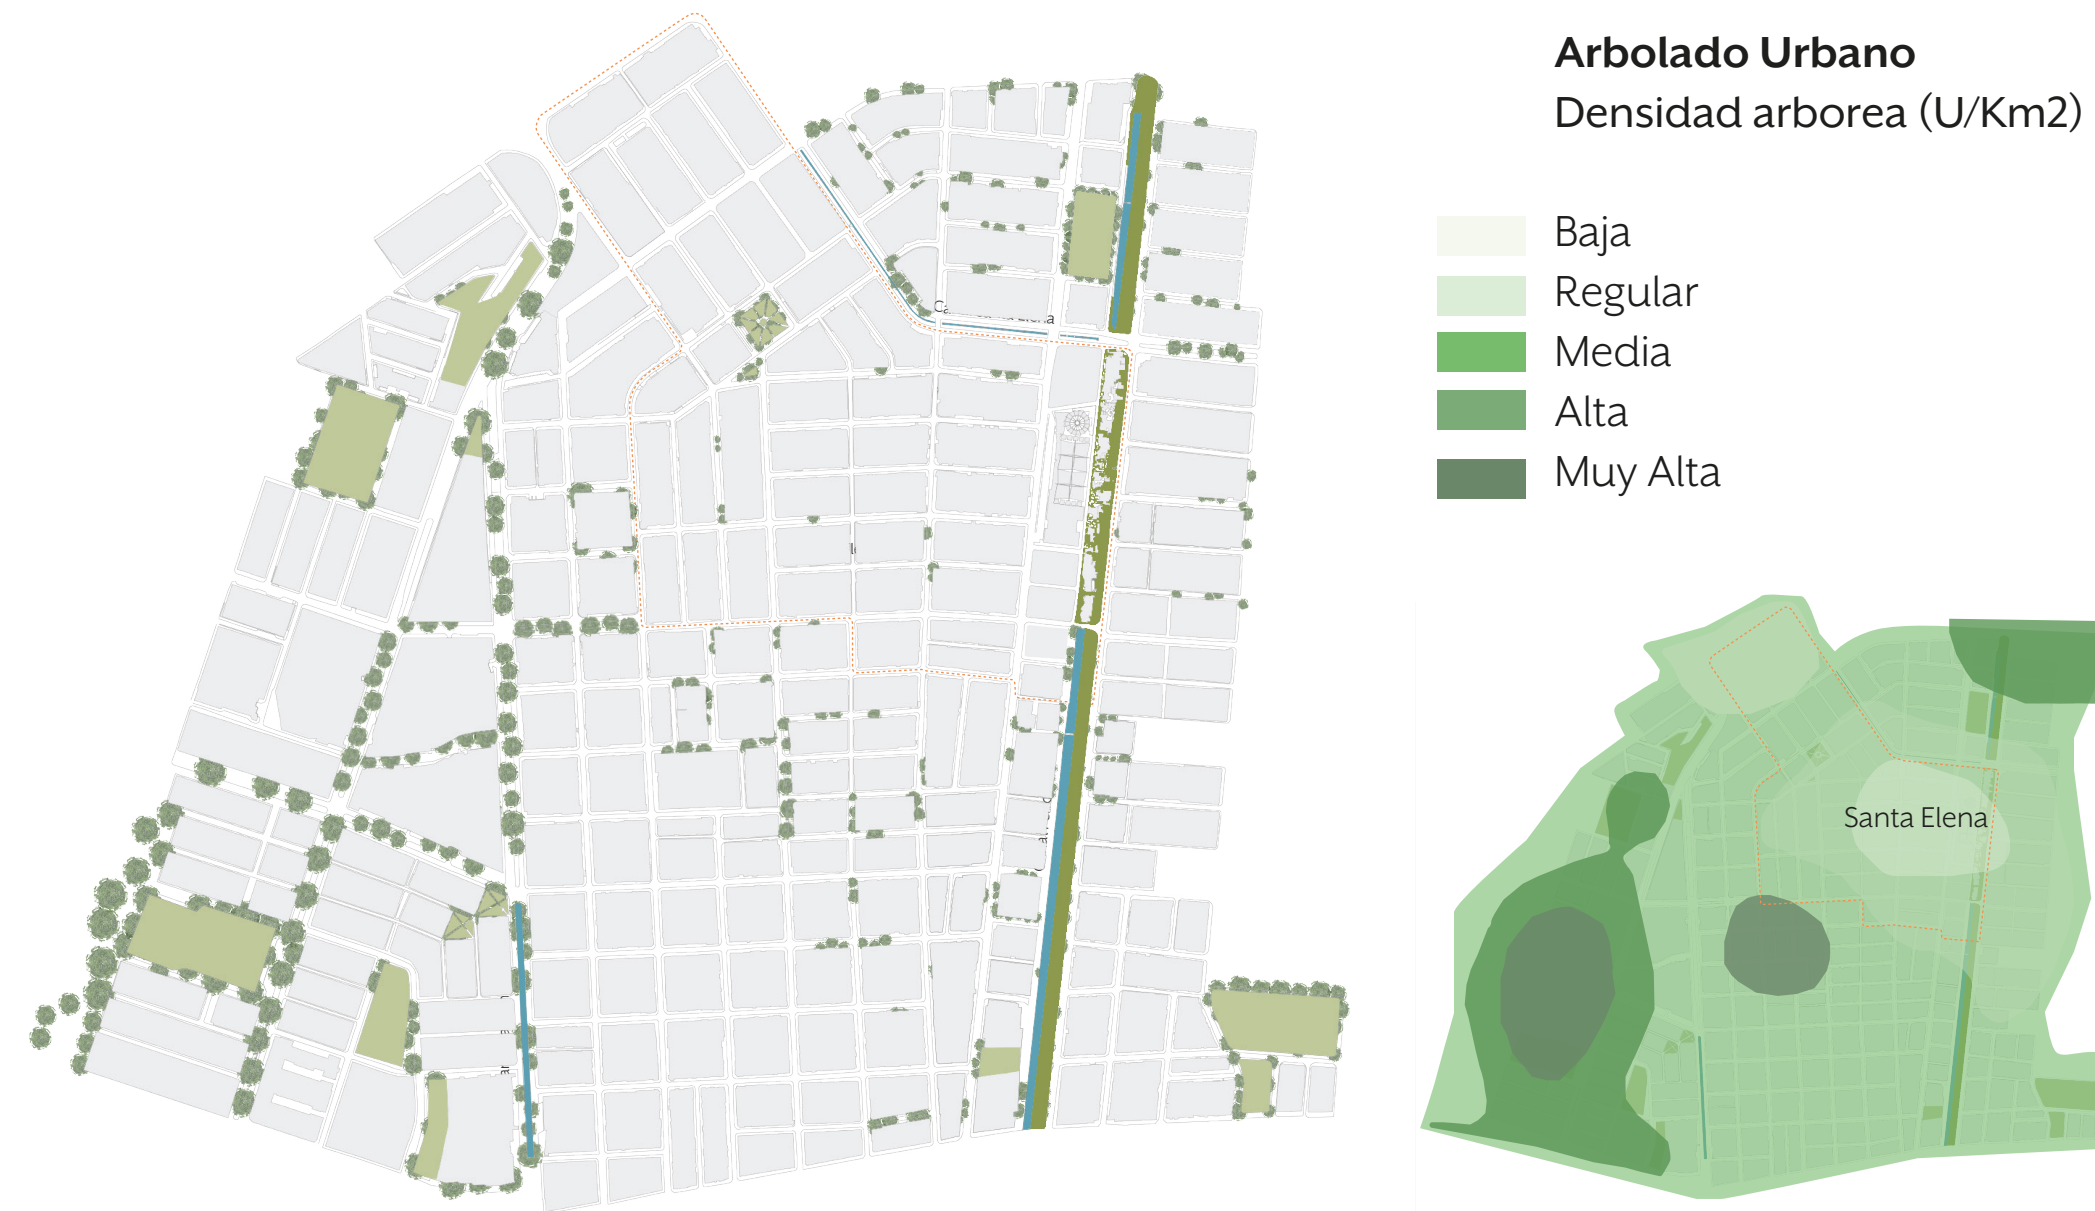 Arbolado Urbano
Densidad arborea (U/Km2)
Baja
Regular
Media
Alta
Muy Alta
Santa Elena